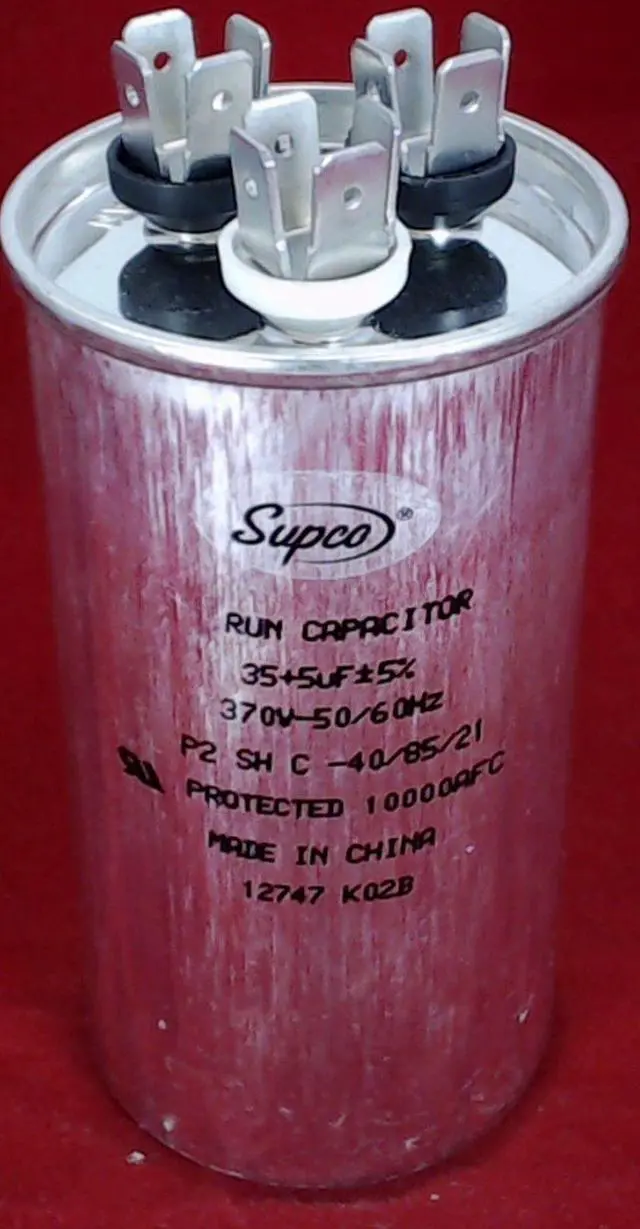 Supco®
RUN CAPACITOR
35+5uF±5%
370V~50/60Hz
P2 SH C -40/85/21
PROTECTED 10000AFC
MADE IN CHINA
12747 K02B